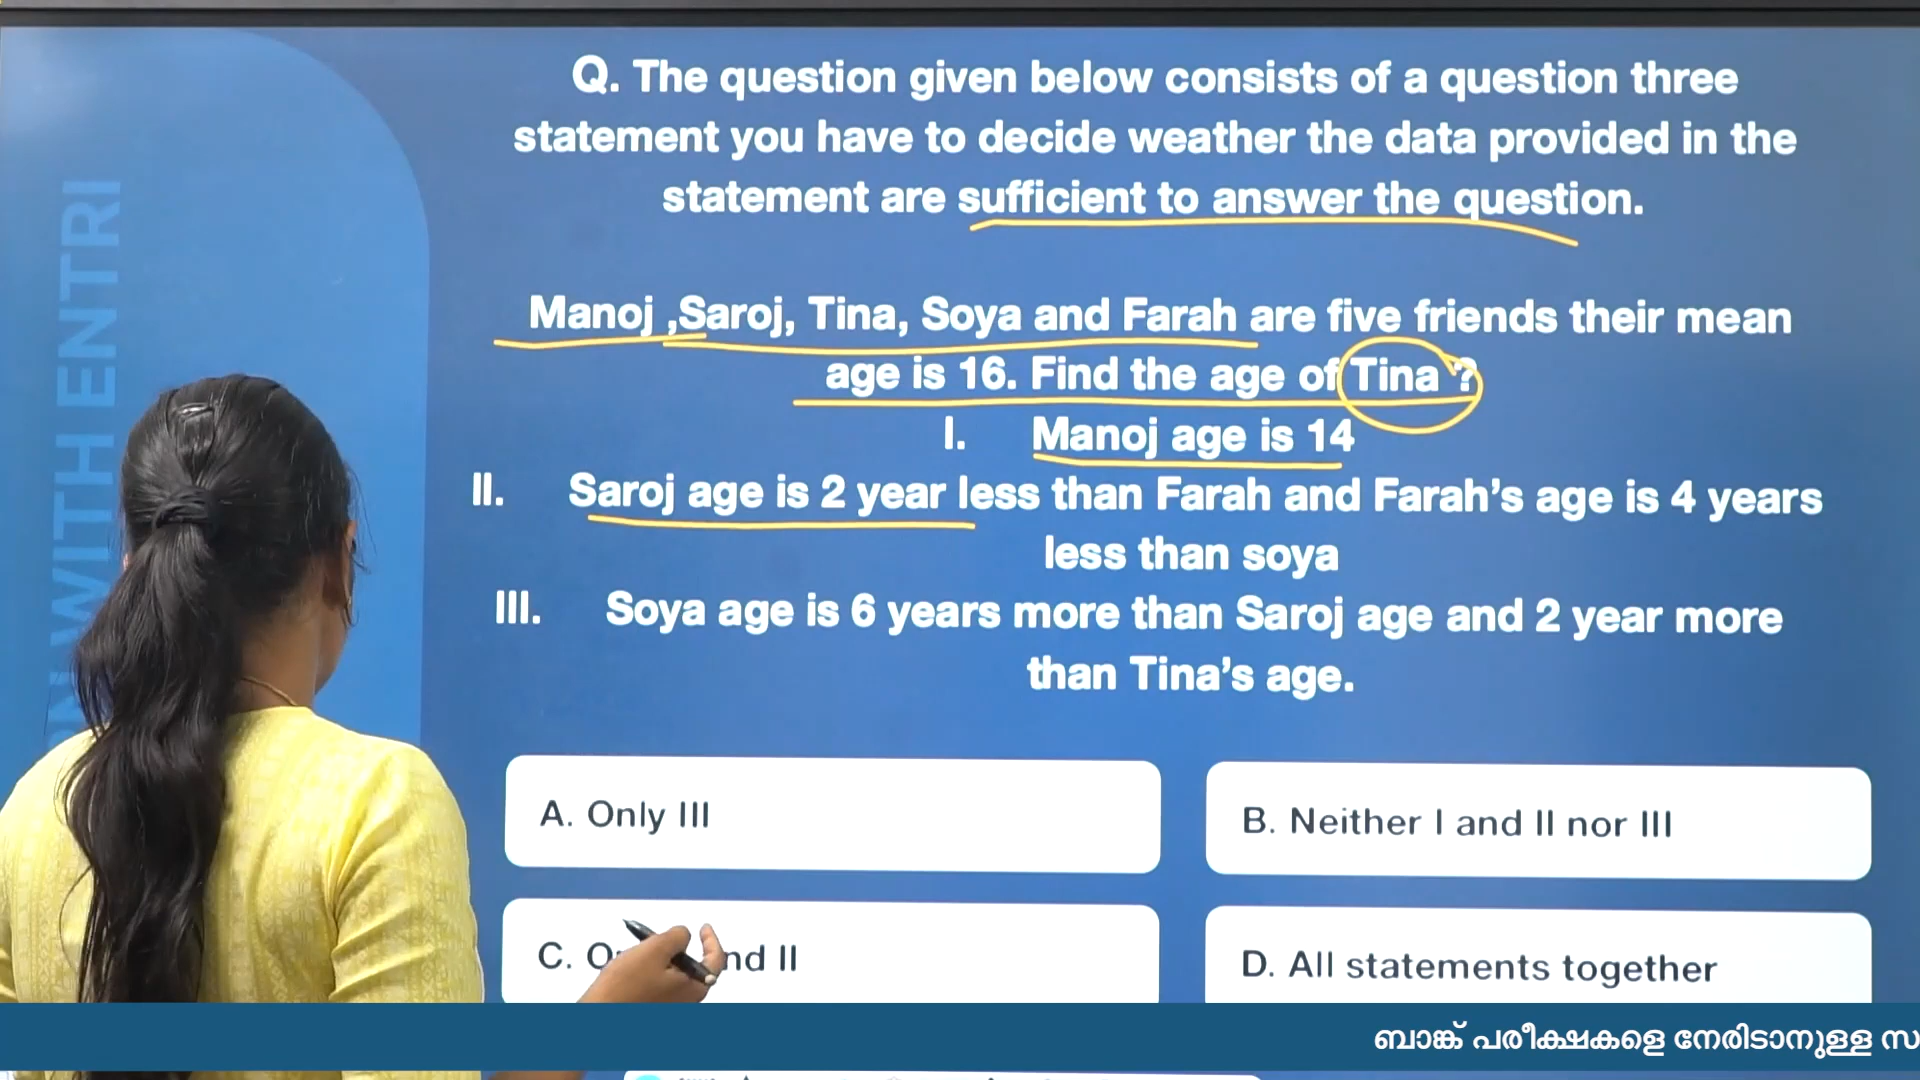 Q. The question given below consists of a question three
statement you have to decide weather the data provided in the
statement are sufficient to answer the question.
Manoj ,Saroj, Tina, Soya and Farah are five friends their mean
age is 16. Find the age of Tina ?
I. Manoj age is 14
II. Saroj age is 2 year less than Farah and Farah's age is 4 years
less than soya
III. Soya age is 6 years more than Saroj age and 2 year more
than Tina's age.
A. Only III
B. Neither I and II nor III
C. nd II
D. All statements together
WITH ENTRI
ബാങ്ക് പരീക്ഷകളെ നേരിടാനുള്ള സ